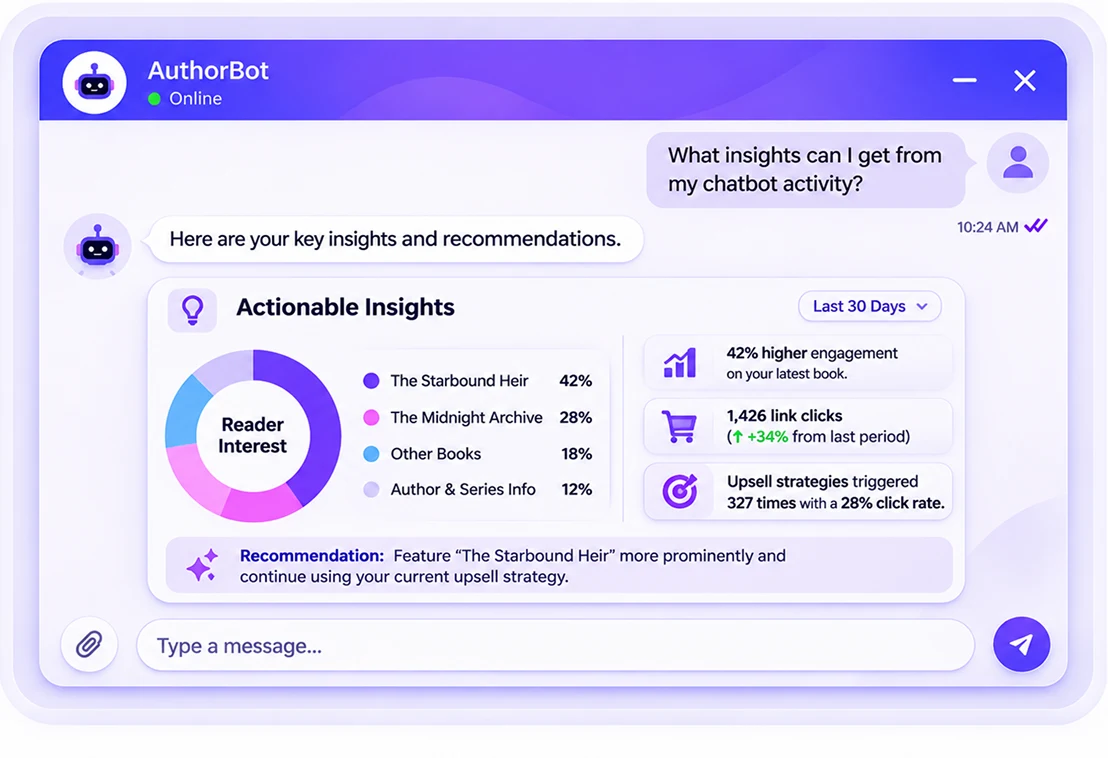 AuthorBot
Online
What insights can I get from
my chatbot activity?
10:24 AM
Here are your key insights and recommendations.
Actionable Insights
Last 30 Days
Reader
Interest
The Starbound Heir 42%
The Midnight Archive 28%
Other Books 18%
Author & Series Info 12%
42% higher engagement
on your latest book.
1,426 link clicks
(↑ +34% from last period)
Upsell strategies triggered
327 times with a 28% click rate.
Recommendation: Feature “The Starbound Heir” more prominently and
continue using your current upsell strategy.
Type a message...